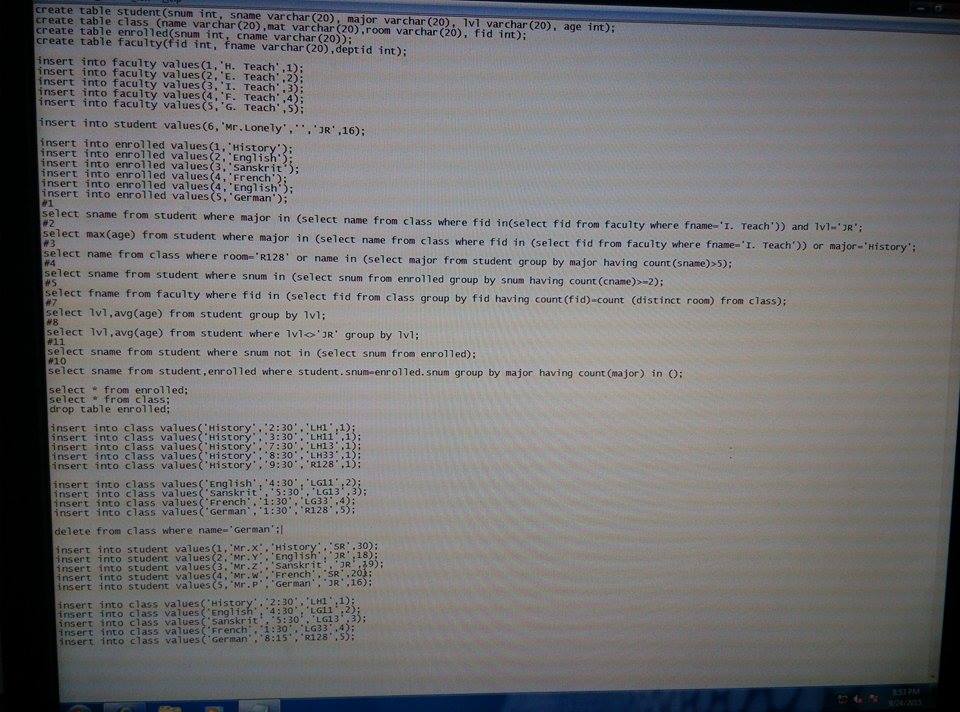 create table student(snum int, sname varchar(20), major varchar(20), lvl varchar(20), age int);
create table class (name varchar(20),mat varchar(20),room varchar(20), fid int);
create table enrolled(snum int, cname varchar(20));
create table faculty(fid int, fname varchar(20),deptid int);
insert into faculty values(1,'H. Teach',1);
insert into faculty values(2,'E. Teach',2);
insert into faculty values(3,'I. Teach',3);
insert into faculty values(4,'F. Teach',4);
insert into faculty values(5,'G. Teach',5);
insert into student values(6,'Mr.Lonely','','JR',16);
insert into enrolled values(1,'History');
insert into enrolled values(2,'English');
insert into enrolled values(3,'Sanskrit');
insert into enrolled values(4,'French');
insert into enrolled values(4,'English');
insert into enrolled values(5,'German');
#1
select sname from student where major in (select name from class where fid in(select fid from faculty where fname='I. Teach')) and lvl='JR';
#2
select max(age) from student where major in (select name from class where fid in (select fid from faculty where fname='I. Teach')) or major='History';
#3
select name from class where room='R128' or name in (select major from student group by major having count(sname)>5);
#4
select sname from student where snum in (select snum from enrolled group by snum having count(cname)>=2);
#5
select fname from faculty where fid in (select fid from class group by fid having count(fid)=count (distinct room) from class);
#7
select lvl,avg(age) from student group by lvl;
#8
select lvl,avg(age) from student where lvl<>'JR' group by lvl;
#11
select sname from student where snum not in (select snum from enrolled);
#10
select sname from student,enrolled where student.snum=enrolled.snum group by major having count(major) in ();
select * from enrolled;
select * from class;
drop table enrolled;
insert into class values('History','2:30','LH1',1);
insert into class values('History','3:30','LH11',1);
insert into class values('History','7:30','LH13',1);
insert into class values('History','8:30','LH33',1);
insert into class values('History','9:30','R128',1);
insert into class values('English','4:30','LG11',2);
insert into class values('Sanskrit','5:30','LG13',3);
insert into class values('French','1:30','LG33',4);
insert into class values('German','1:30','R128',5);
delete from class where name='German';
insert into student values(1,'Mr.X','History','SR',30);
insert into student values(2,'Mr.Y','English','JR',18);
insert into student values(3,'Mr.Z','Sanskrit','JR',19);
insert into student values(4,'Mr.W','French','SR',20);
insert into student values(5,'Mr.P','German','JR',16);
insert into class values('History','2:30','LH1',1);
insert into class values('English','4:30','LG11',2);
insert into class values('Sanskrit','5:30','LG13',3);
insert into class values('French','1:30','LG33',4);
insert into class values('German','8:15','R128',5);
8:53 PM
8/24/2015